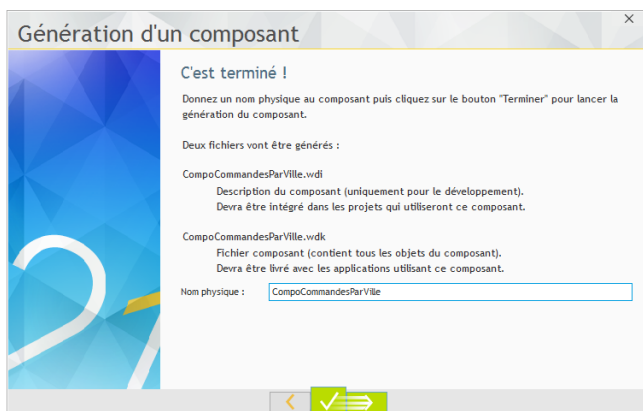 Génération d'un composant
C'est terminé !
Donnez un nom physique au composant puis cliquez sur le bouton "Terminer" pour lancer la
génération du composant.
Deux fichiers vont être générés :
CompoCommandesParVille.wdi
Description du composant (uniquement pour le développement).
Devra être intégré dans les projets qui utiliseront ce composant.
CompoCommandesParVille.wdk
Fichier composant (contient tous les objets du composant).
Devra être livré avec les applications utilisant ce composant.
Nom physique : CompoCommandesParVille